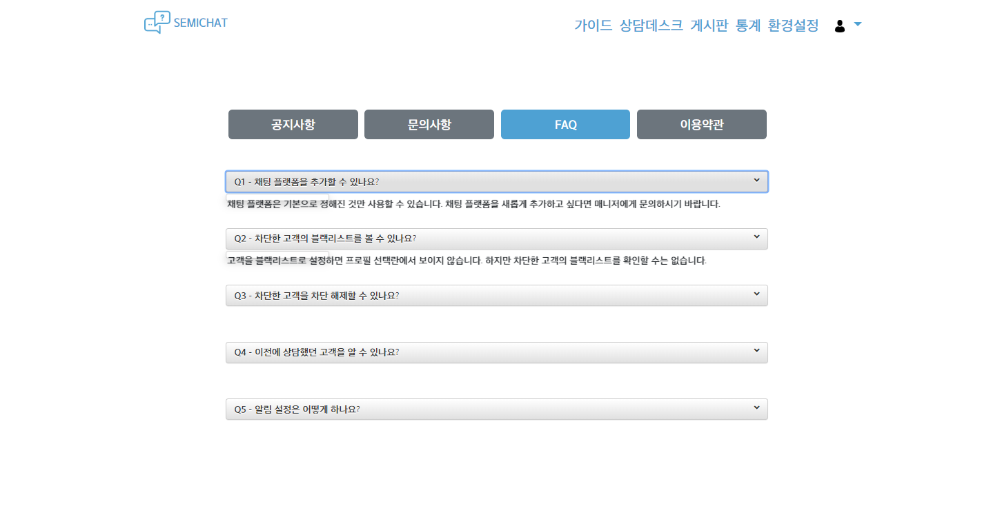 SEMICHAT
가이드 상담데스크 게시판 통계 환경설정
공지사항 문의사항 FAQ 이용약관
Q1 - 채팅 플랫폼을 추가할 수 있나요?
채팅 플랫폼은 기본으로 정해진 것만 사용할 수 있습니다. 채팅 플랫폼을 새롭게 추가하고 싶다면 매니저에게 문의하시기 바랍니다.
Q2 - 차단한 고객의 블랙리스트를 볼 수 있나요?
고객을 블랙리스트로 설정하면 프로필 선택란에서 보이지 않습니다. 하지만 차단한 고객의 블랙리스트를 확인할 수는 없습니다.
Q3 - 차단한 고객을 차단 해제할 수 있나요?
Q4 - 이전에 상담했던 고객을 알 수 있나요?
Q5 - 알림 설정은 어떻게 하나요?